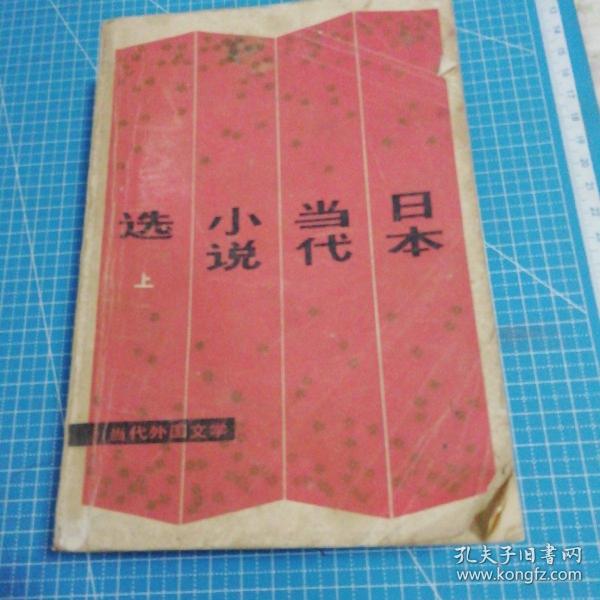 日本
当代
小说
选
上
当代外国文学
孔夫子旧書网
www.kongfz.com